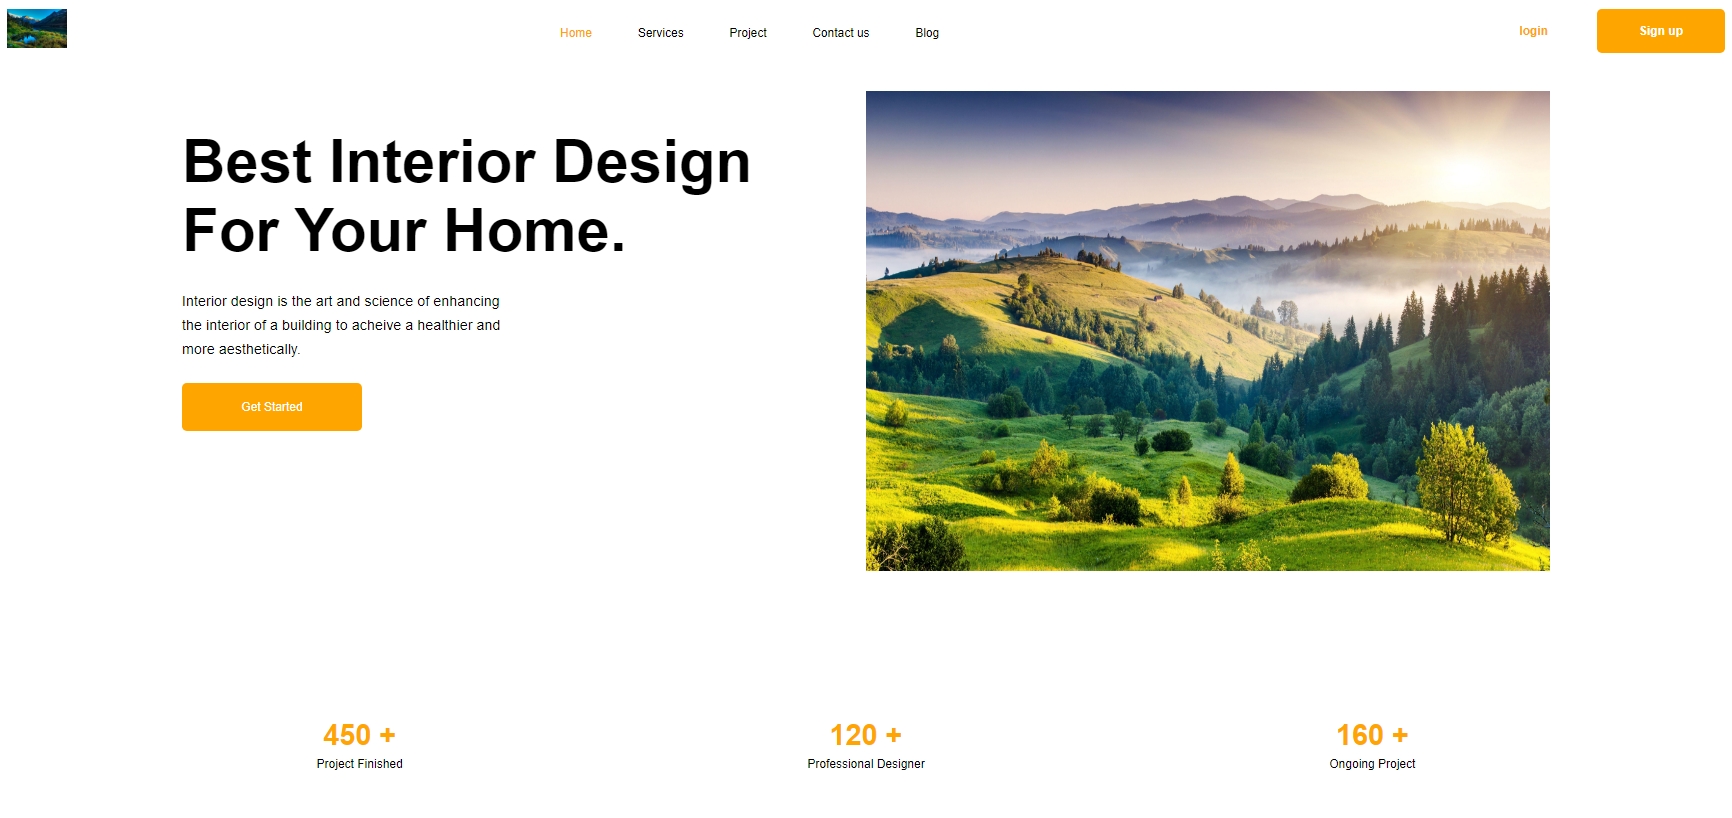 Home Services Project Contact us Blog login Sign up
Best Interior Design
For Your Home.
Interior design is the art and science of enhancing
the interior of a building to acheive a healthier and
more aesthetically.
Get Started
450 + 120 + 160 +
Project Finished Professional Designer Ongoing Project